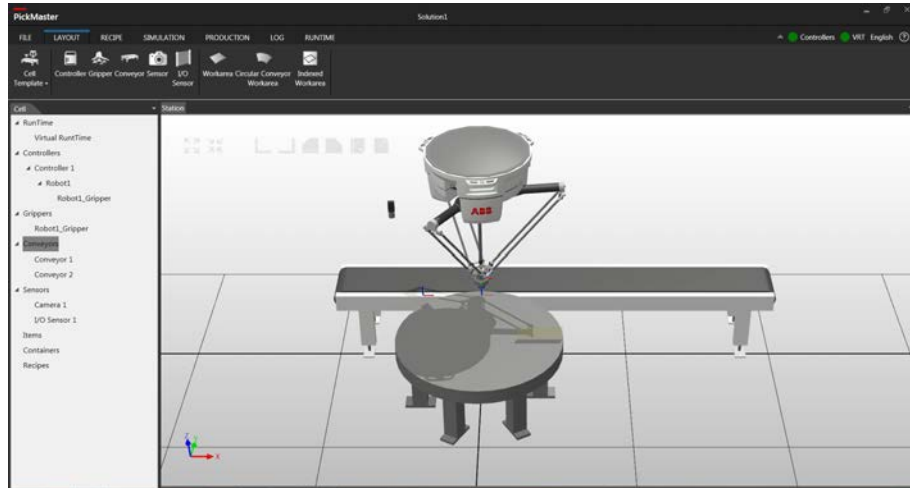 PickMaster
Solution1
FILE LAYOUT RECIPE SIMULATION PRODUCTION LOG RUNTIME
Controllers VRT English
Cell Template
Controller
Gripper
Conveyor
Sensor
I/O Sensor
Workarea
Circular Conveyor Workarea
Indexed Workarea
Cell
Station
RunTime
Virtual RuntTime
Controllers
Controller 1
Robot1
Robot1_Gripper
Grippers
Robot1_Gripper
Conveyors
Conveyor 1
Conveyor 2
Sensors
Camera 1
I/O Sensor 1
Items
Containers
Recipes
ABB
Z
X